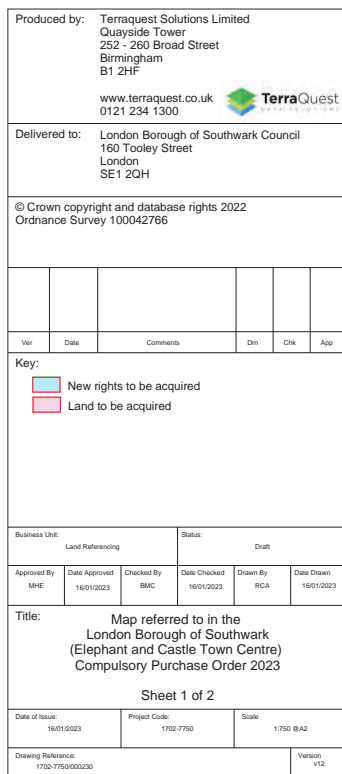 Produced by: Terraquest Solutions Limited
Quayside Tower
252 - 260 Broad Street
Birmingham
B1 2HF
www.terraquest.co.uk
0121 234 1300
TerraQuest
Delivered to: London Borough of Southwark Council
160 Tooley Street
London
SE1 2QH
© Crown copyright and database rights 2022
Ordnance Survey 100042766
Ver Date Comments Drn Chk App
Key:
New rights to be acquired
Land to be acquired
Business Unit: Status:
Land Referencing Draft
Approved By Date Approved Checked By Date Checked Drawn By Date Drawn
MHE 16/01/2023 BMC 16/01/2023 RCA 16/01/2023
Title: Map referred to in the
London Borough of Southwark
(Elephant and Castle Town Centre)
Compulsory Purchase Order 2023
Sheet 1 of 2
Date of Issue: Project Code: Scale
16/01/2023 1702-7750 1:750 @A2
Drawing Reference: Version
1702-7750/000230 v12